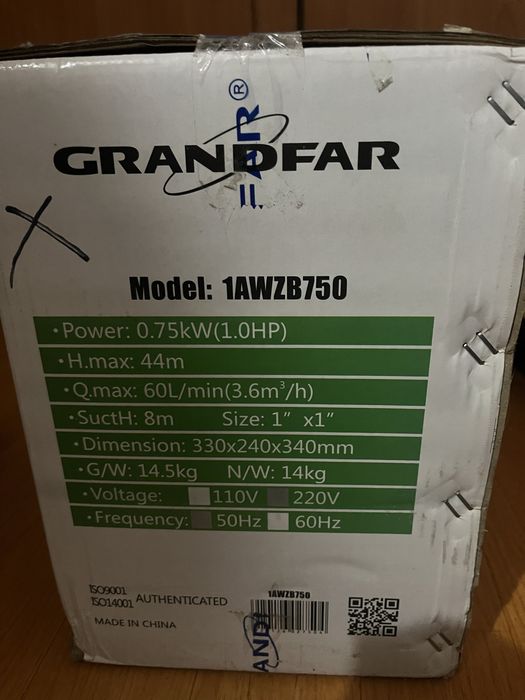 GRANDFAR
FAR®
Model: 1AWZB750
•Power: 0.75kW(1.0HP)
•H.max: 44m
•Q.max: 60L/min(3.6m³/h)
•SuctH: 8m Size: 1” x1”
•Dimension: 330x240x340mm
•G/W: 14.5kg N/W: 14kg
•Voltage: 110V 220V
•Frequency: 50Hz 60Hz
ISO9001
ISO14001 AUTHENTICATED
MADE IN CHINA
1AWZB750
AND